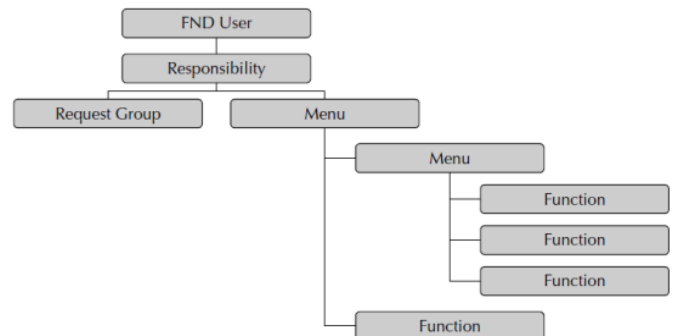 FND User
Responsibility
Request Group
Menu
Menu
Function
Function
Function
Function